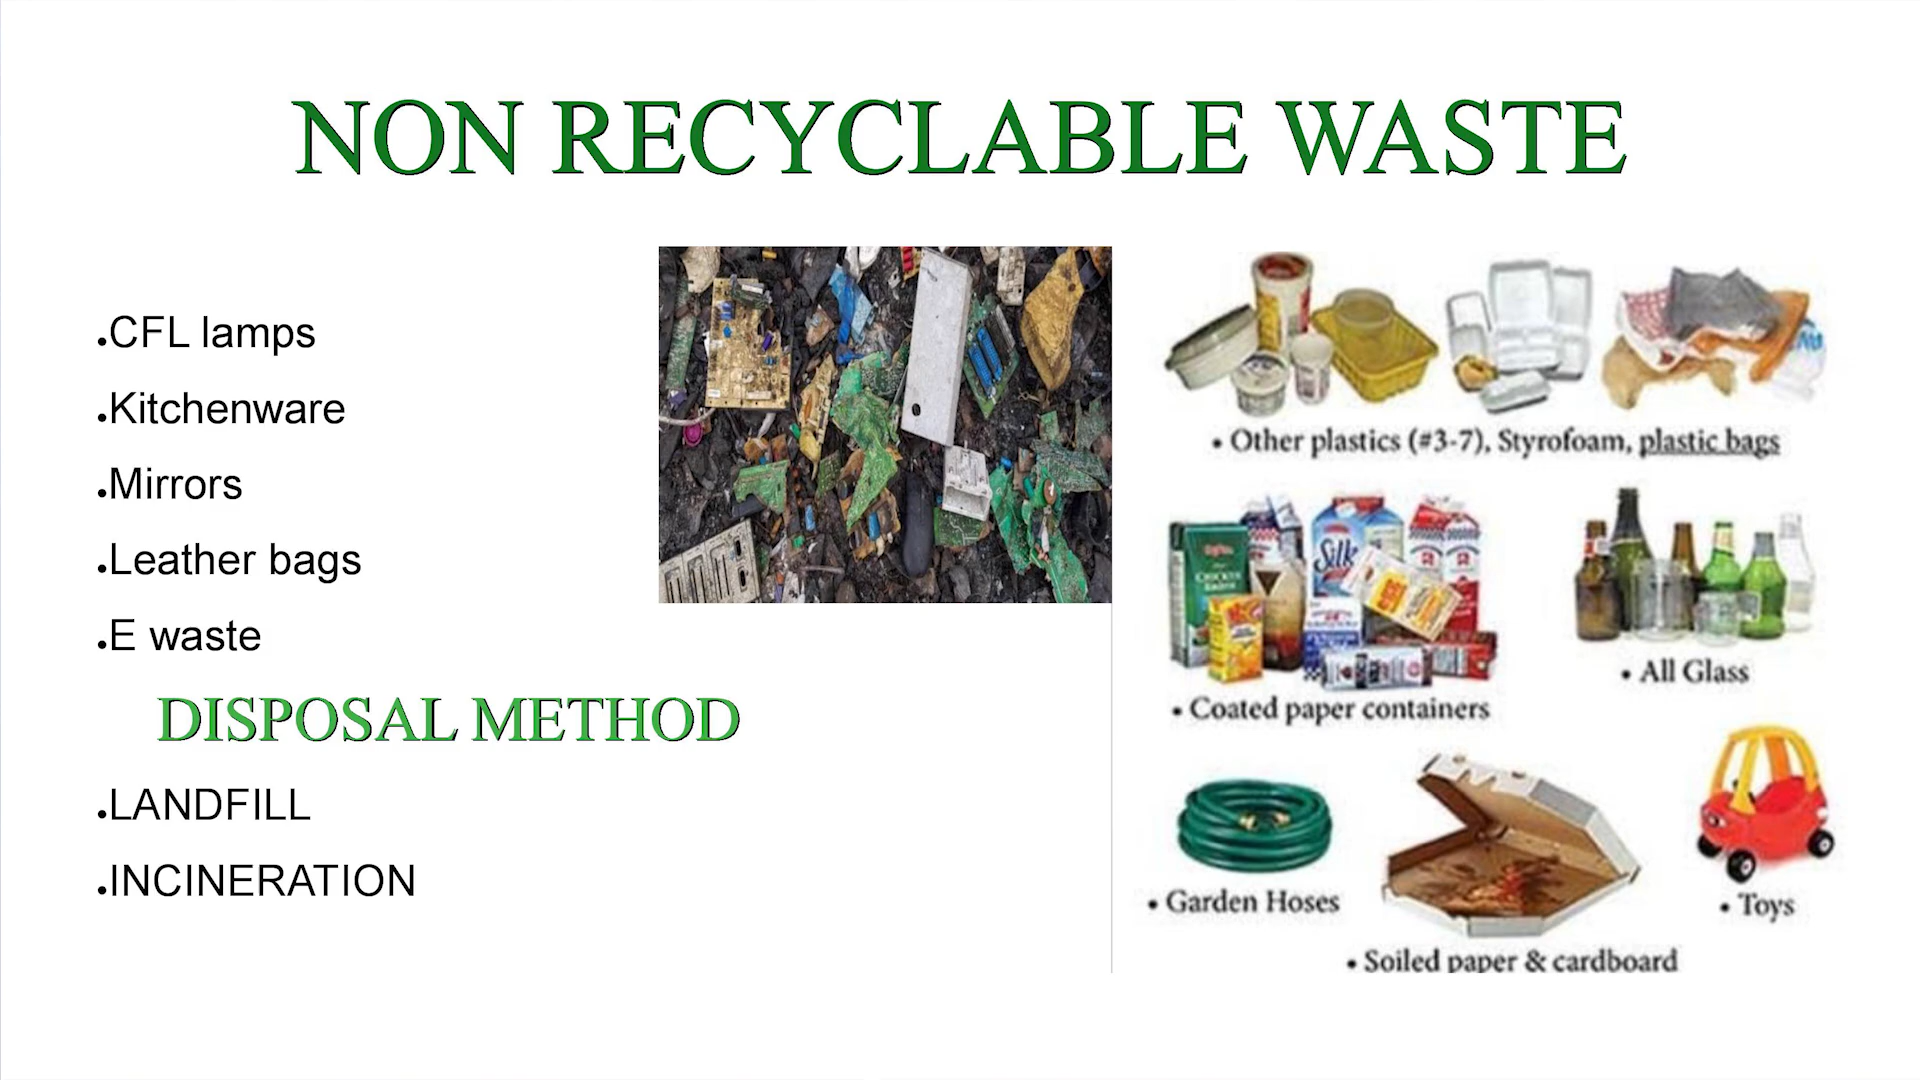 NON RECYCLABLE WASTE
●CFL lamps
●Kitchenware
●Mirrors
●Leather bags
●E waste
DISPOSAL METHOD
●LANDFILL
●INCINERATION
• Other plastics (#3-7), Styrofoam, plastic bags
Silk
• Coated paper containers
• All Glass
• Garden Hoses
• Toys
• Soiled paper & cardboard